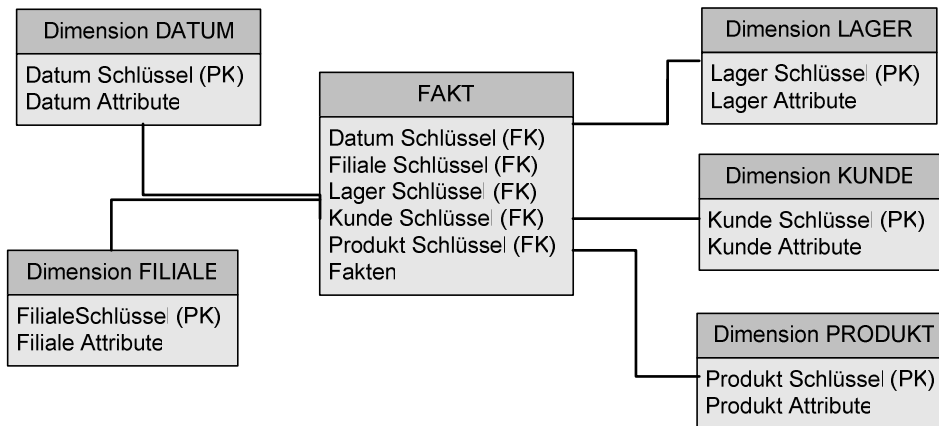 Dimension DATUM
Datum Schlüssel (PK)
Datum Attribute
Dimension FILIALE
FilialeSchlüssel (PK)
Filiale Attribute
FAKT
Datum Schlüssel (FK)
Filiale Schlüssel (FK)
Lager Schlüssel (FK)
Kunde Schlüssel (FK)
Produkt Schlüssel (FK)
Fakten
Dimension LAGER
Lager Schlüssel (PK)
Lager Attribute
Dimension KUNDE
Kunde Schlüssel (PK)
Kunde Attribute
Dimension PRODUKT
Produkt Schlüssel (PK)
Produkt Attribute